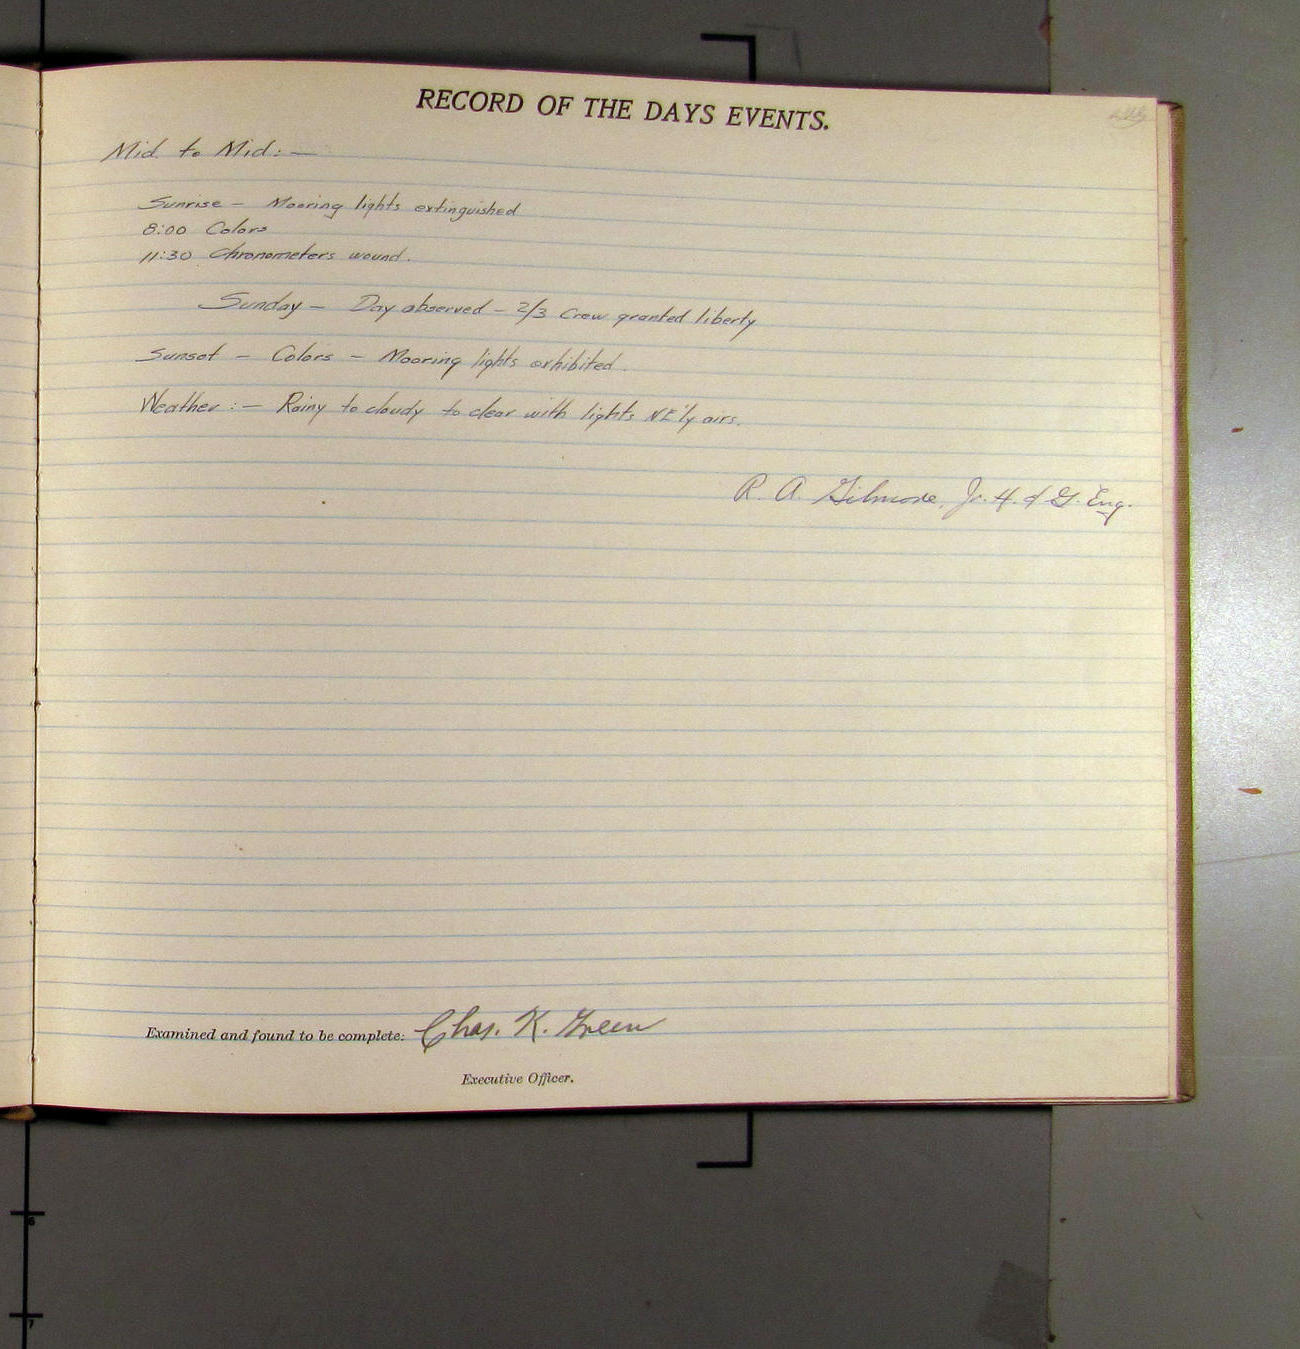 RECORD OF THE DAYS EVENTS.
Mid. to Mid: —
Sunrise — Mooring lights extinguished
8:00 Colors
11:30 Chronometers wound.
Sunday — Day observed — 2/3 Crew granted liberty
Sunset — Colors — Mooring lights exhibited.
Weather: — Rainy to cloudy to clear with lights NE'ly airs.
R. A. Gilmore, Jr. H. & G. Eng.
Examined and found to be complete: Chas. K. Green
Executive Officer.
6
7